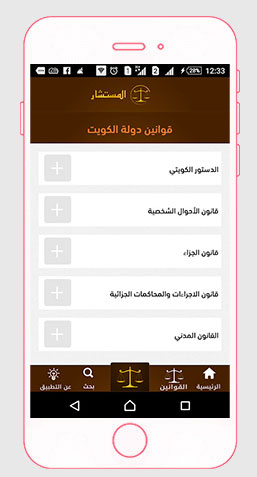 28% 12:33
المستشار
قوانين دولة الكويت
الدستور الكويتي
قانون الأحوال الشخصية
قانون الجزاء
قانون الاجراءات والمحاكمات الجزائية
القانون المدني
الرئيسية القوانين بحث عن التطبيق